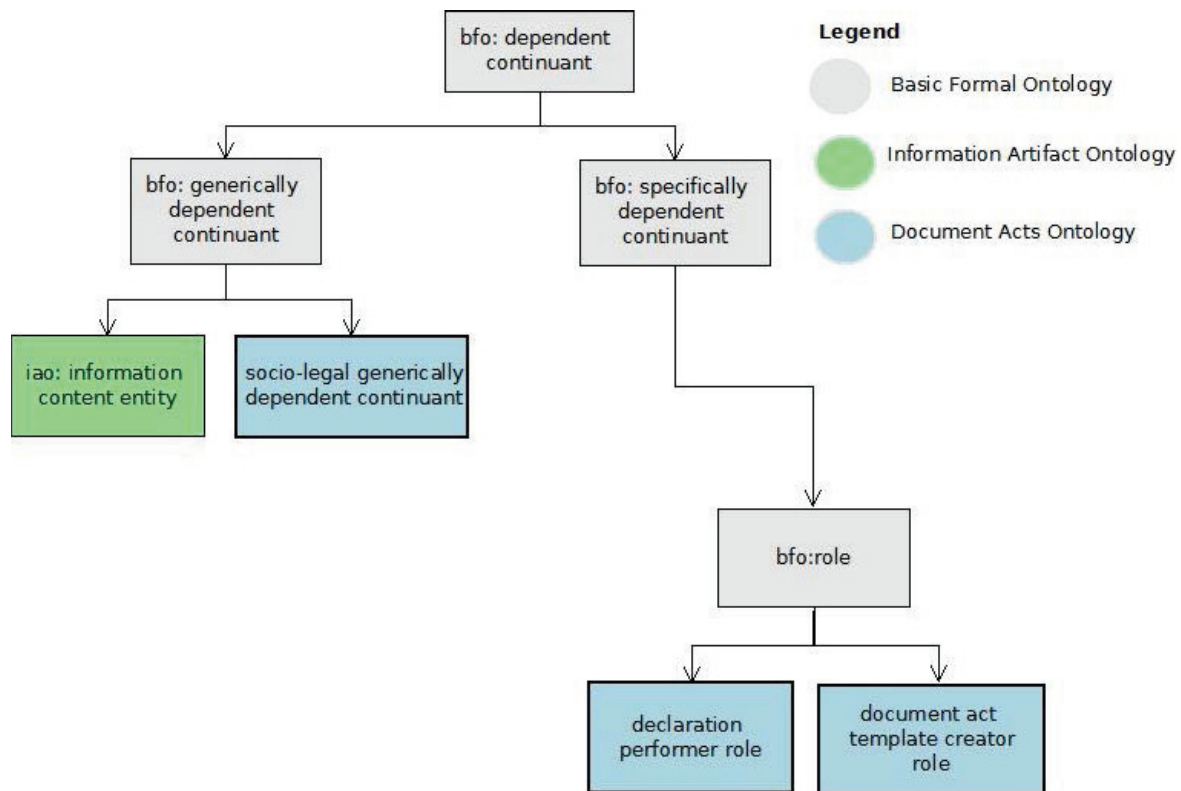 bfo: dependent
continuant
Legend
Basic Formal Ontology
Information Artifact Ontology
Document Acts Ontology
bfo: generically
dependent
continuant
bfo: specifically
dependent
continuant
iao: information
content entity
socio-legal generically
dependent continuant
bfo:role
declaration
performer role
document act
template creator
role